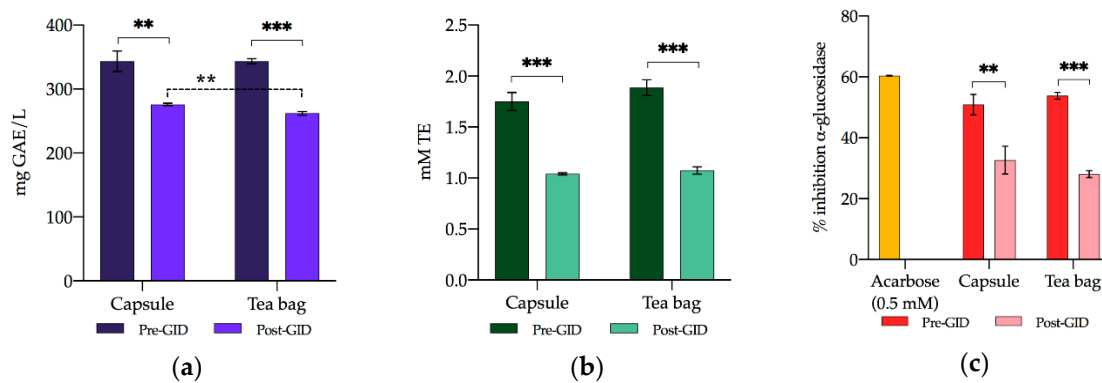 400
300
200
100
0
mg GAE/L
**
***
**
Capsule
Tea bag
Pre-GID
Post-GID
(a)
2.5
2.0
1.5
1.0
0.5
0.0
mM TE
***
***
Capsule
Tea bag
Pre-GID
Post-GID
(b)
80
60
40
20
0
% inhibition α-glucosidase
**
***
Acarbose
(0.5 mM)
Capsule
Tea bag
Pre-GID
Post-GID
(c)